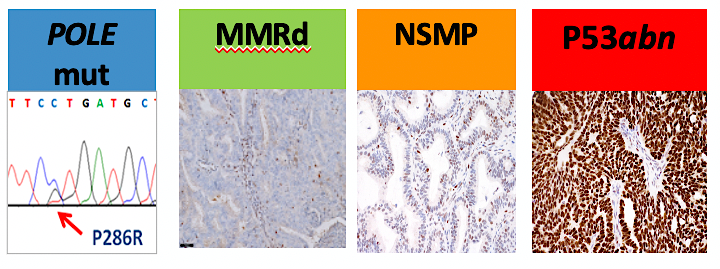 POLE
mut
MMRd
NSMP
P53abn
T T C C T G A T G C T
P286R